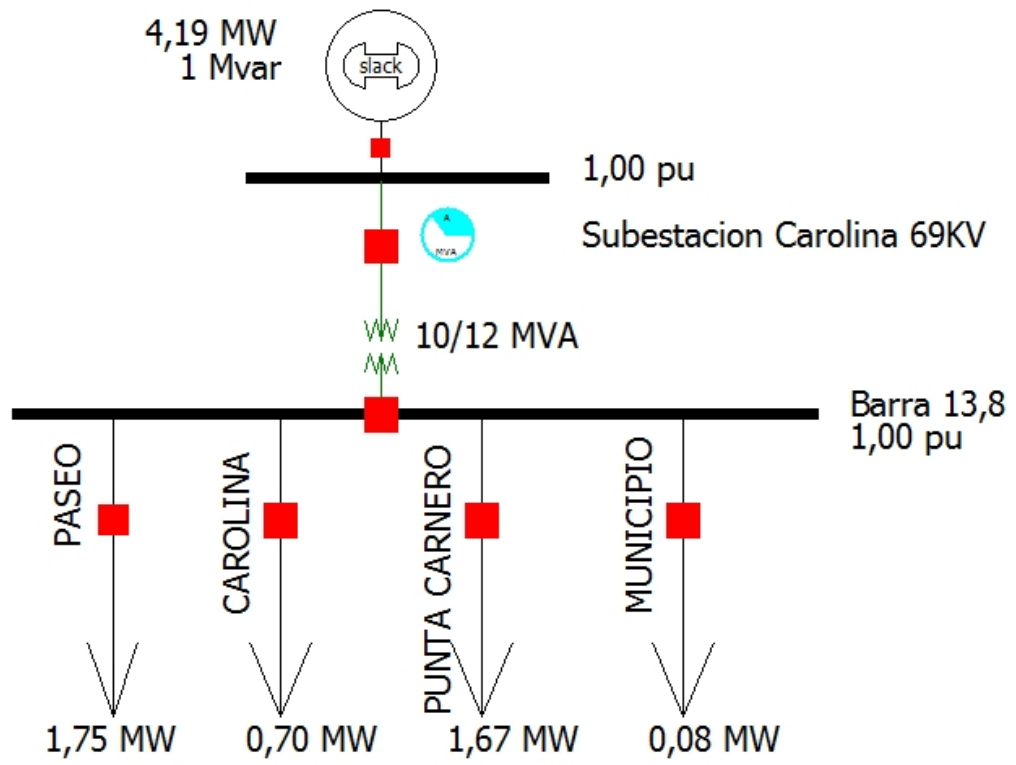 4,19 MW
1 Mvar
slack
1,00 pu
A
MVA
Subestacion Carolina 69KV
10/12 MVA
Barra 13,8
1,00 pu
PASEO
CAROLINA
PUNTA CARNERO
MUNICIPIO
1,75 MW
0,70 MW
1,67 MW
0,08 MW